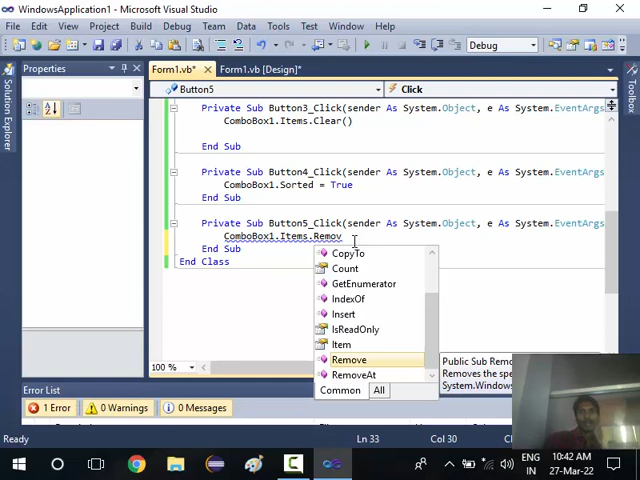 WindowsApplication1 - Microsoft Visual Studio
File Edit View Project Build Debug Team Data Tools Test Window Help
Debug
Properties
Form1.vb* Form1.vb [Design]*
Solution Explorer
Toolbox
Button5 Click
Private Sub Button3_Click(sender As System.Object, e As System.EventArgs
ComboBox1.Items.Clear()
End Sub
Private Sub Button4_Click(sender As System.Object, e As System.EventArgs
ComboBox1.Sorted = True
End Sub
Private Sub Button5_Click(sender As System.Object, e As System.EventArgs
ComboBox1.Items.Remov
End Sub
End Class
CopyTo
Count
GetEnumerator
IndexOf
Insert
IsReadOnly
Item
Remove
RemoveAt
Common All
Public Sub Remo
Removes the spe
System.Windows
100 %
Error List
1 Error 0 Warnings 0 Messages
Ready Ln 33 Col 30
ENG
IN
10:42 AM
27-Mar-22